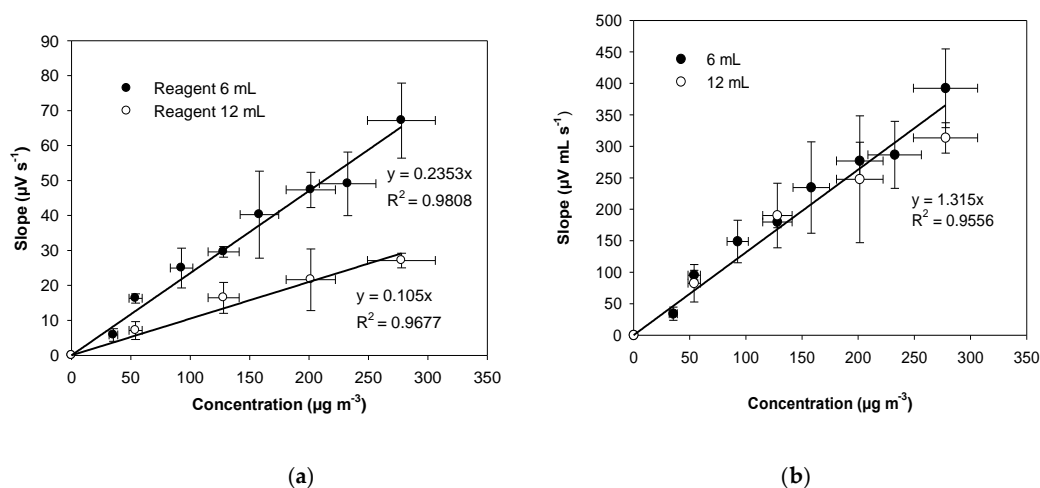 90
80
70
60
50
40
30
20
10
0
Slope (µV s⁻¹)
Reagent 6 mL
Reagent 12 mL
y = 0.2353x
R² = 0.9808
y = 0.105x
R² = 0.9677
0 50 100 150 200 250 300 350
Concentration (µg m⁻³)
(a)
500
450
400
350
300
250
200
150
100
50
0
Slope (µV mL s⁻¹)
6 mL
12 mL
y = 1.315x
R² = 0.9556
0 50 100 150 200 250 300 350
Concentration (µg m⁻³)
(b)